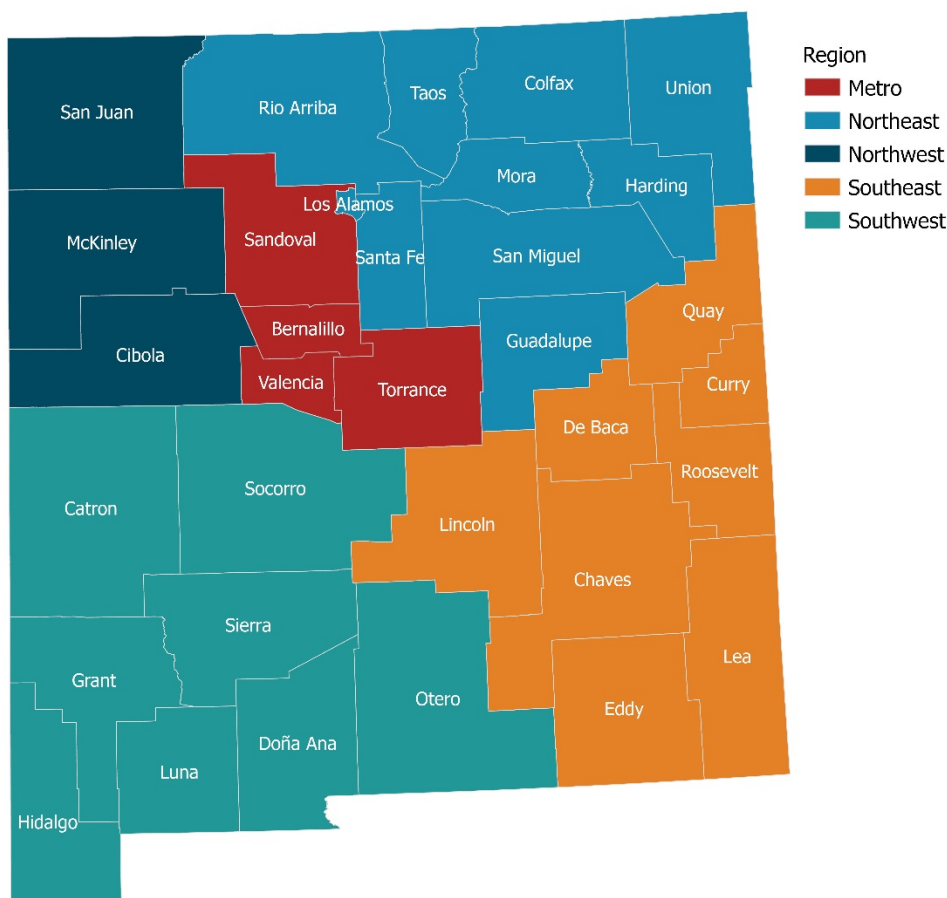 Region
Metro
Northeast
Northwest
Southeast
Southwest
San Juan
Rio Arriba
Taos
Colfax
Union
Mora
Harding
Los Alamos
McKinley
Sandoval
Santa Fe
San Miguel
Quay
Bernalillo
Guadalupe
Cibola
Valencia
Torrance
Curry
De Baca
Roosevelt
Socorro
Catron
Lincoln
Chaves
Sierra
Lea
Grant
Otero
Eddy
Doña Ana
Luna
Hidalgo